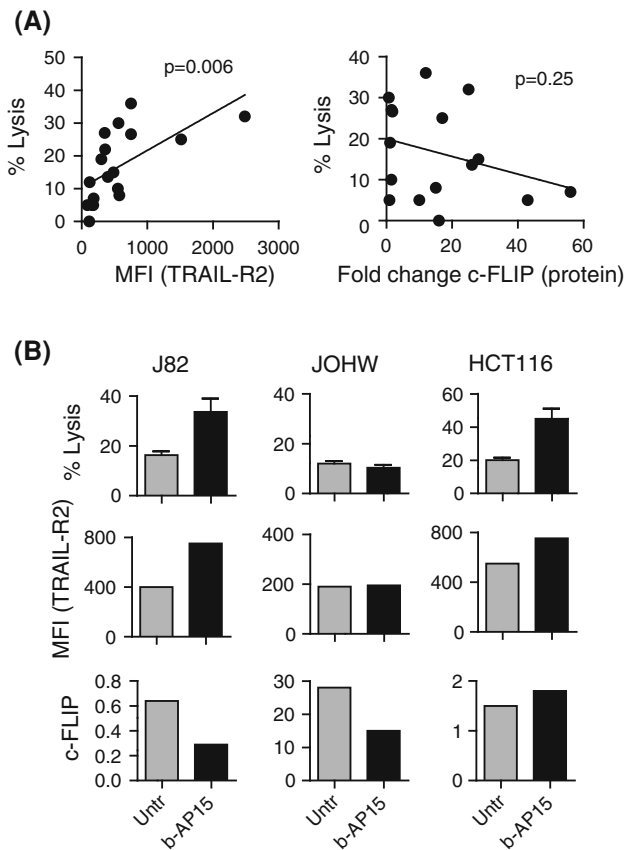 (A)
p=0.006
50
40
30
20
10
0
% Lysis
0 1000 2000 3000
MFI (TRAIL-R2)
p=0.25
40
30
20
10
0
% Lysis
0 20 40 60
Fold change c-FLIP (protein)
(B)
J82 JOHW HCT116
% Lysis
40
20
0
40
20
0
60
40
20
0
MFI (TRAIL-R2)
800
400
0
400
200
0
800
400
0
c-FLIP
0.8
0.6
0.4
0.2
0.0
30
20
10
0
2
1
0
Untr b-AP15 Untr b-AP15 Untr b-AP15